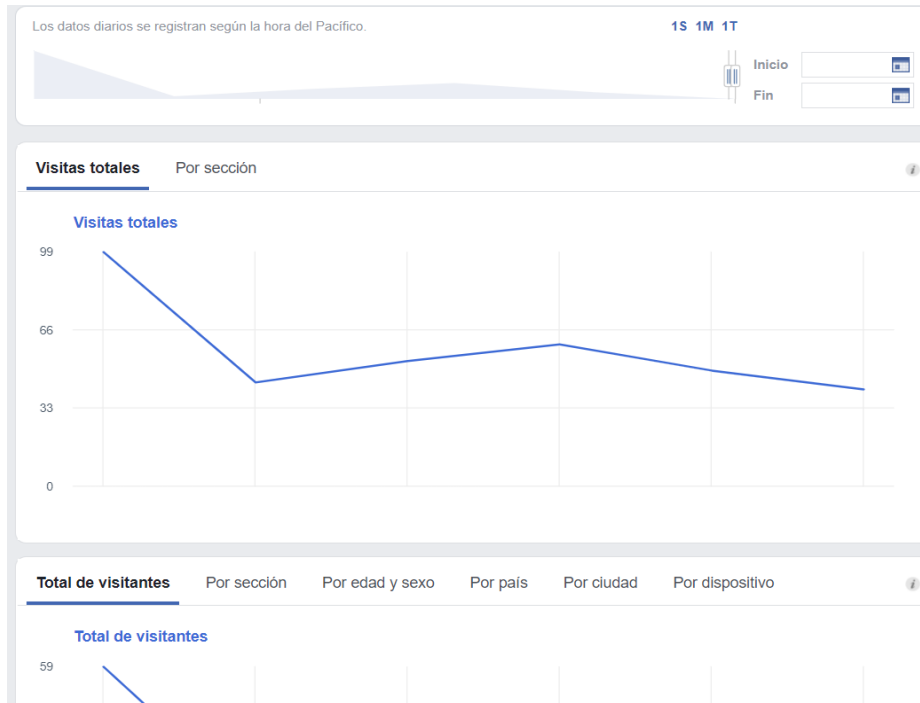 Los datos diarios se registran según la hora del Pacífico.
1S 1M 1T
Inicio
Fin
Visitas totales Por sección
Visitas totales
99
66
33
0
Total de visitantes Por sección Por edad y sexo Por país Por ciudad Por dispositivo
Total de visitantes
59